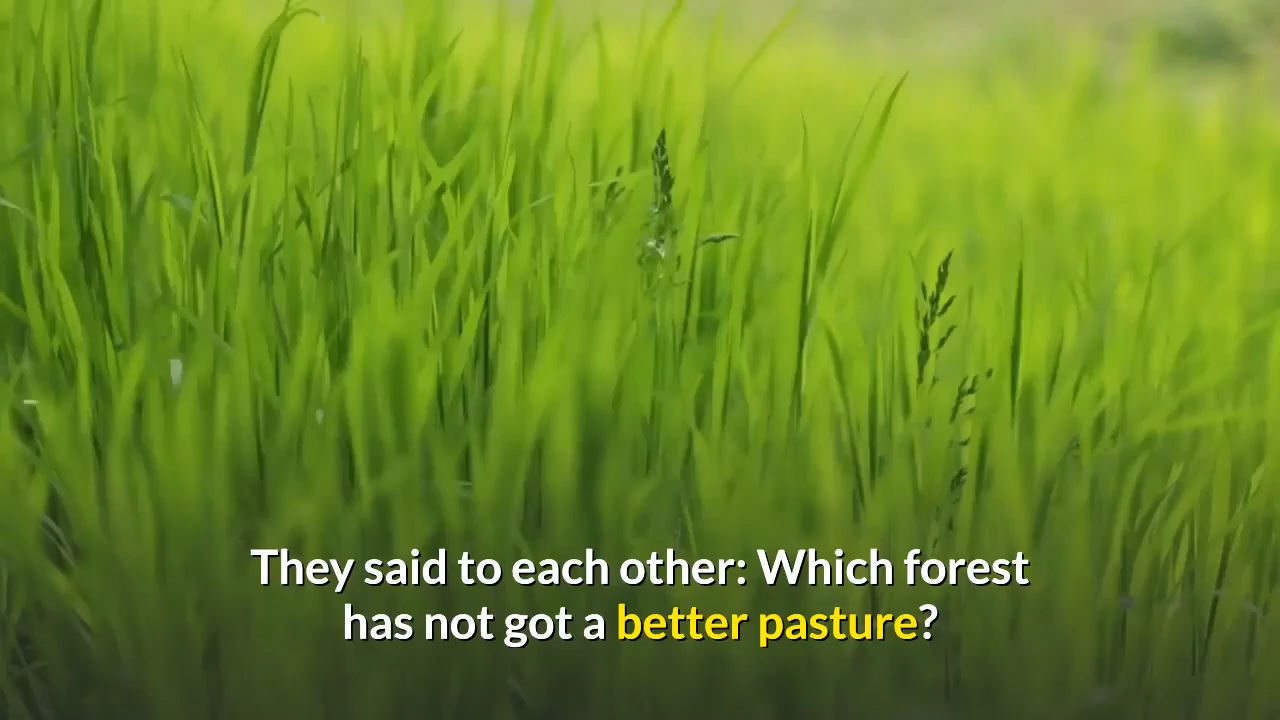 They said to each other: Which forest
has not got a better pasture?